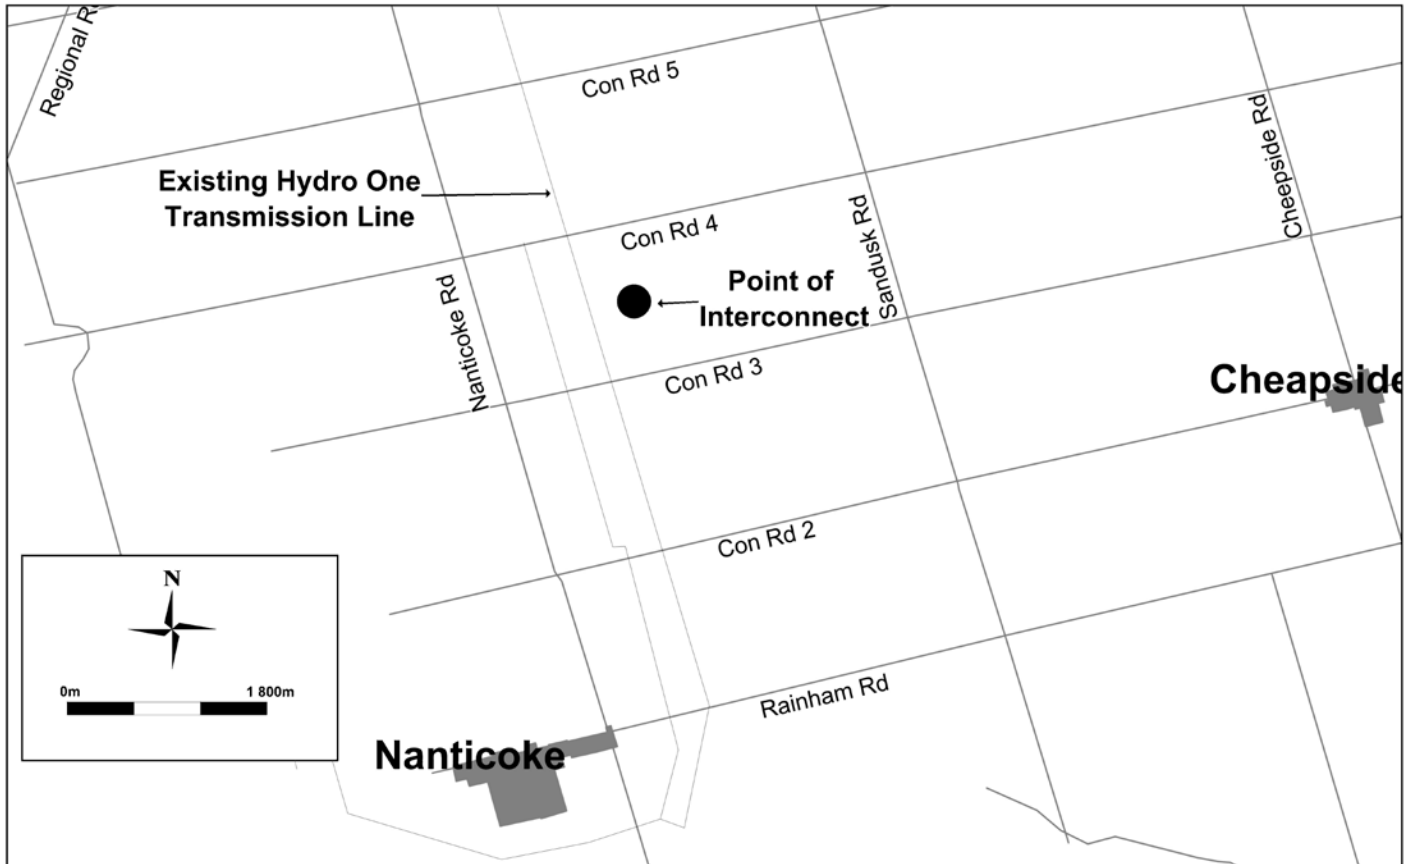 Regional R
Con Rd 5
Cheepside Rd
Existing Hydro One
Transmission Line
Con Rd 4
Sandusk Rd
Point of
Interconnect
Nanticoke Rd
Con Rd 3
Cheapside
Con Rd 2
N
0m 1 800m
Rainham Rd
Nanticoke